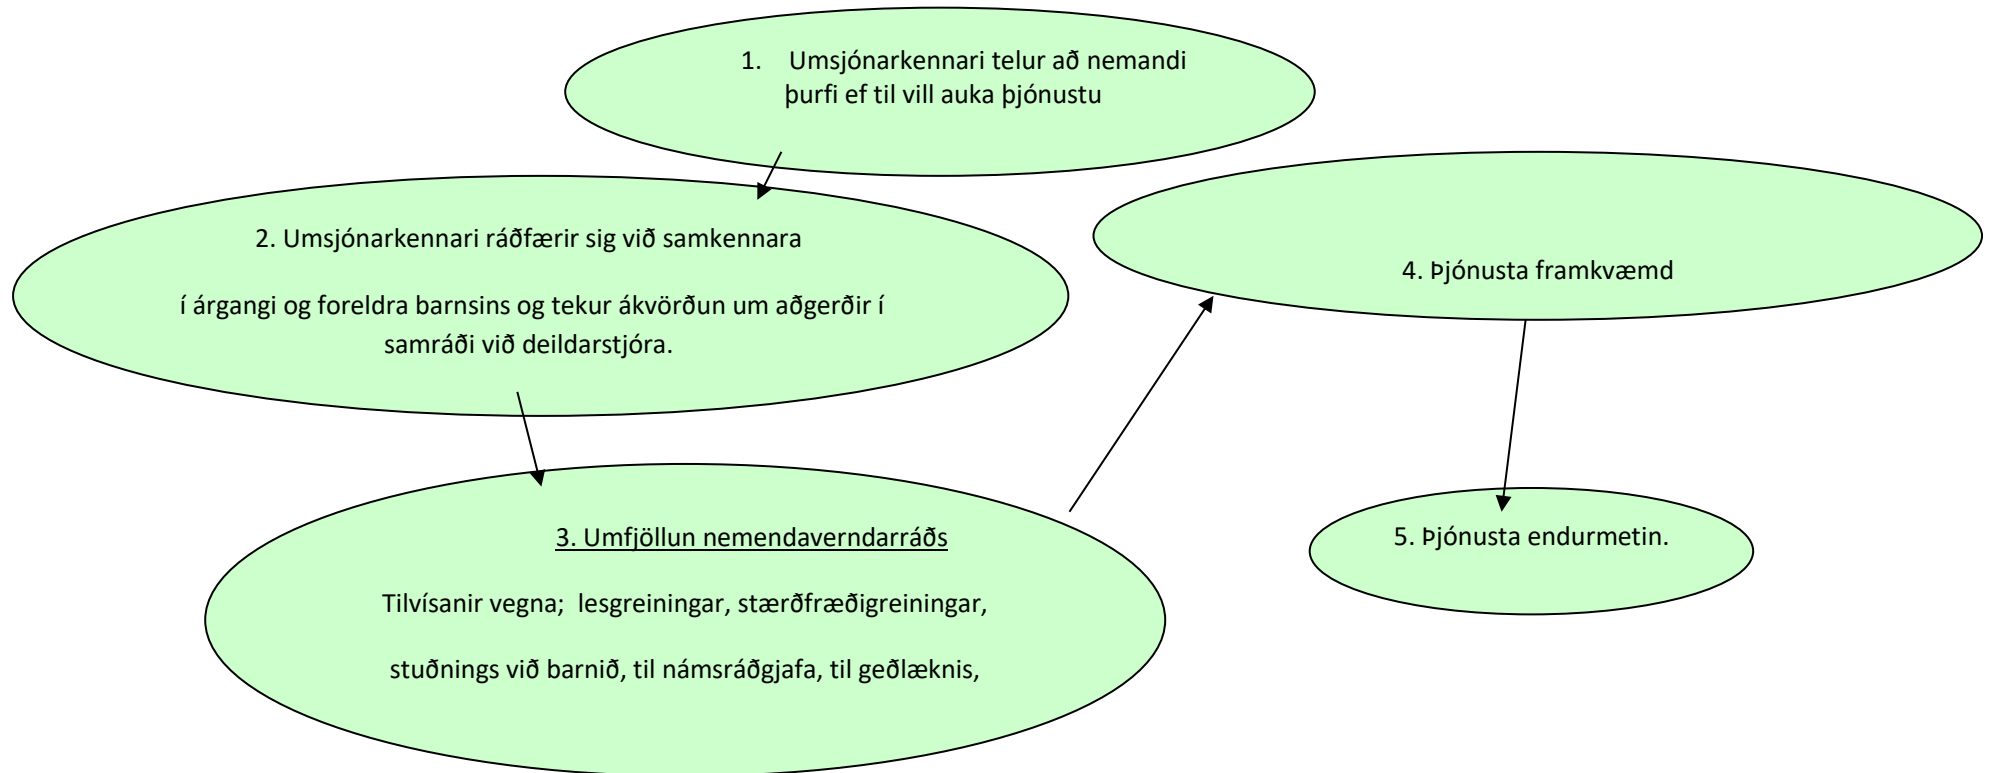 1. Umsjónarkennari telur að nemandi
þurfi ef til vill auka þjónustu
2. Umsjónarkennari ráðfærir sig við samkennara
í árgangi og foreldra barnsins og tekur ákvörðun um aðgerðir í
samráði við deildarstjóra.
3. Umfjöllun nemendaverndarráðs
Tilvísanir vegna; lesgreiningar, stærðfræðigreiningar,
stuðnings við barnið, til námsráðgjafa, til geðlæknis,
4. Þjónusta framkvæmd
5. Þjónusta endurmetin.